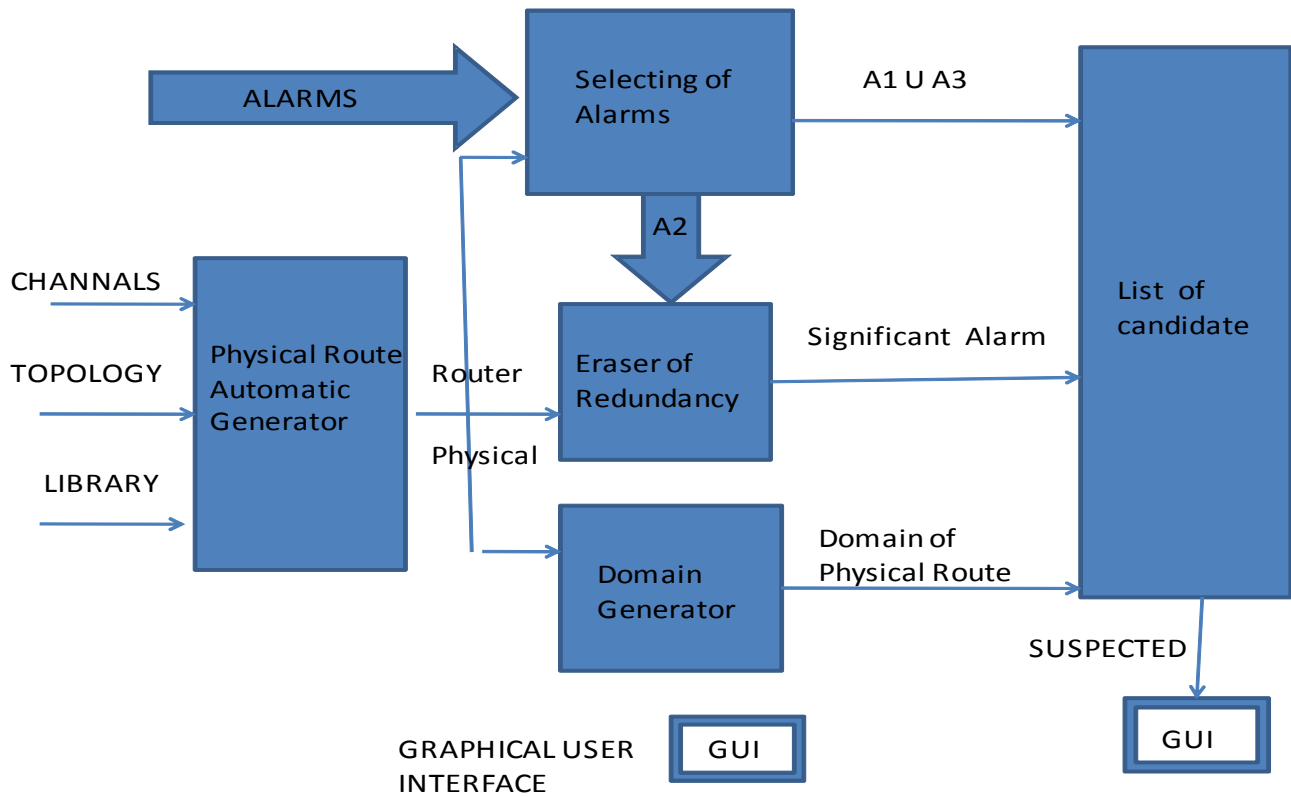 ALARMS
Selecting of
Alarms
A1 U A3
A2
CHANNALS
TOPOLOGY
LIBRARY
Physical Route
Automatic
Generator
Router
Physical
Eraser of
Redundancy
Significant Alarm
List of
candidate
Domain
Generator
Domain of
Physical Route
SUSPECTED
GUI
GRAPHICAL USER
INTERFACE
GUI